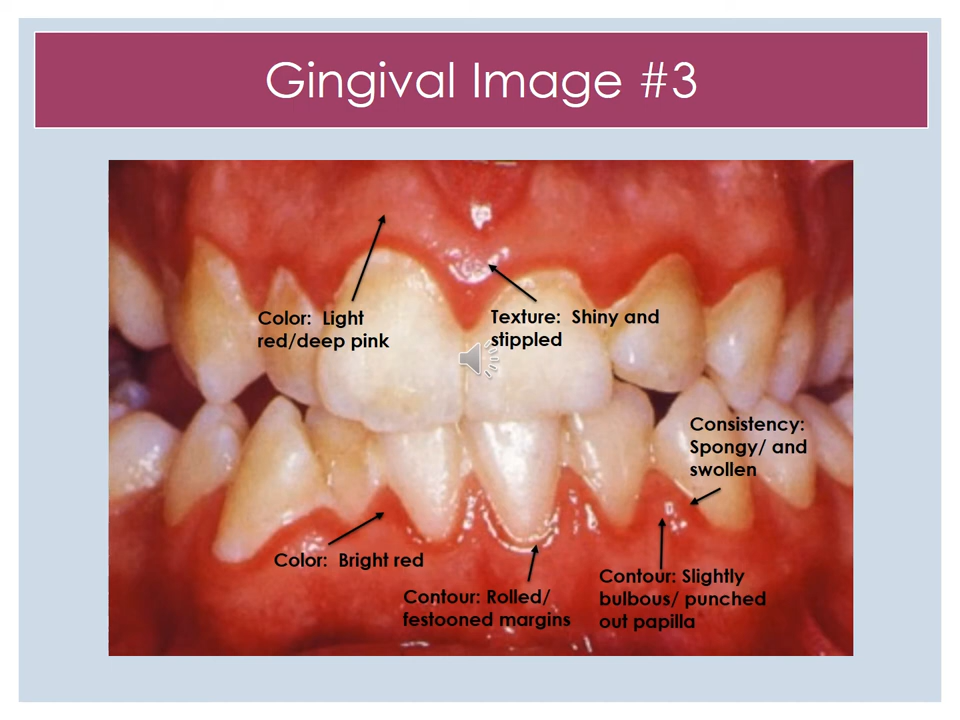 Gingival Image #3
Color:  Light
red/deep pink
Texture:  Shiny and
stippled
Consistency:
Spongy/ and
swollen
Color:  Bright red
Contour: Rolled/
festooned margins
Contour: Slightly
bulbous/ punched
out papilla